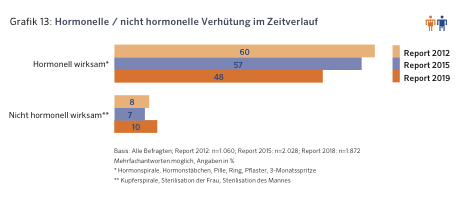 Grafik 13: Hormonelle / nicht hormonelle Verhütung im Zeitverlauf
Hormonell wirksam*
60
57
48
Report 2012
Report 2015
Report 2019
Nicht hormonell wirksam**
8
7
10
Basis: Alle Befragten; Report 2012: n=1.060; Report 2015: n=2.028; Report 2018: n=1.872
Mehrfachantworten möglich, Angaben in %
* Hormonspirale, Hormonstäbchen, Pille, Ring, Pflaster, 3-Monatsspritze
** Kupferspirale, Sterilisation der Frau, Sterilisation des Mannes